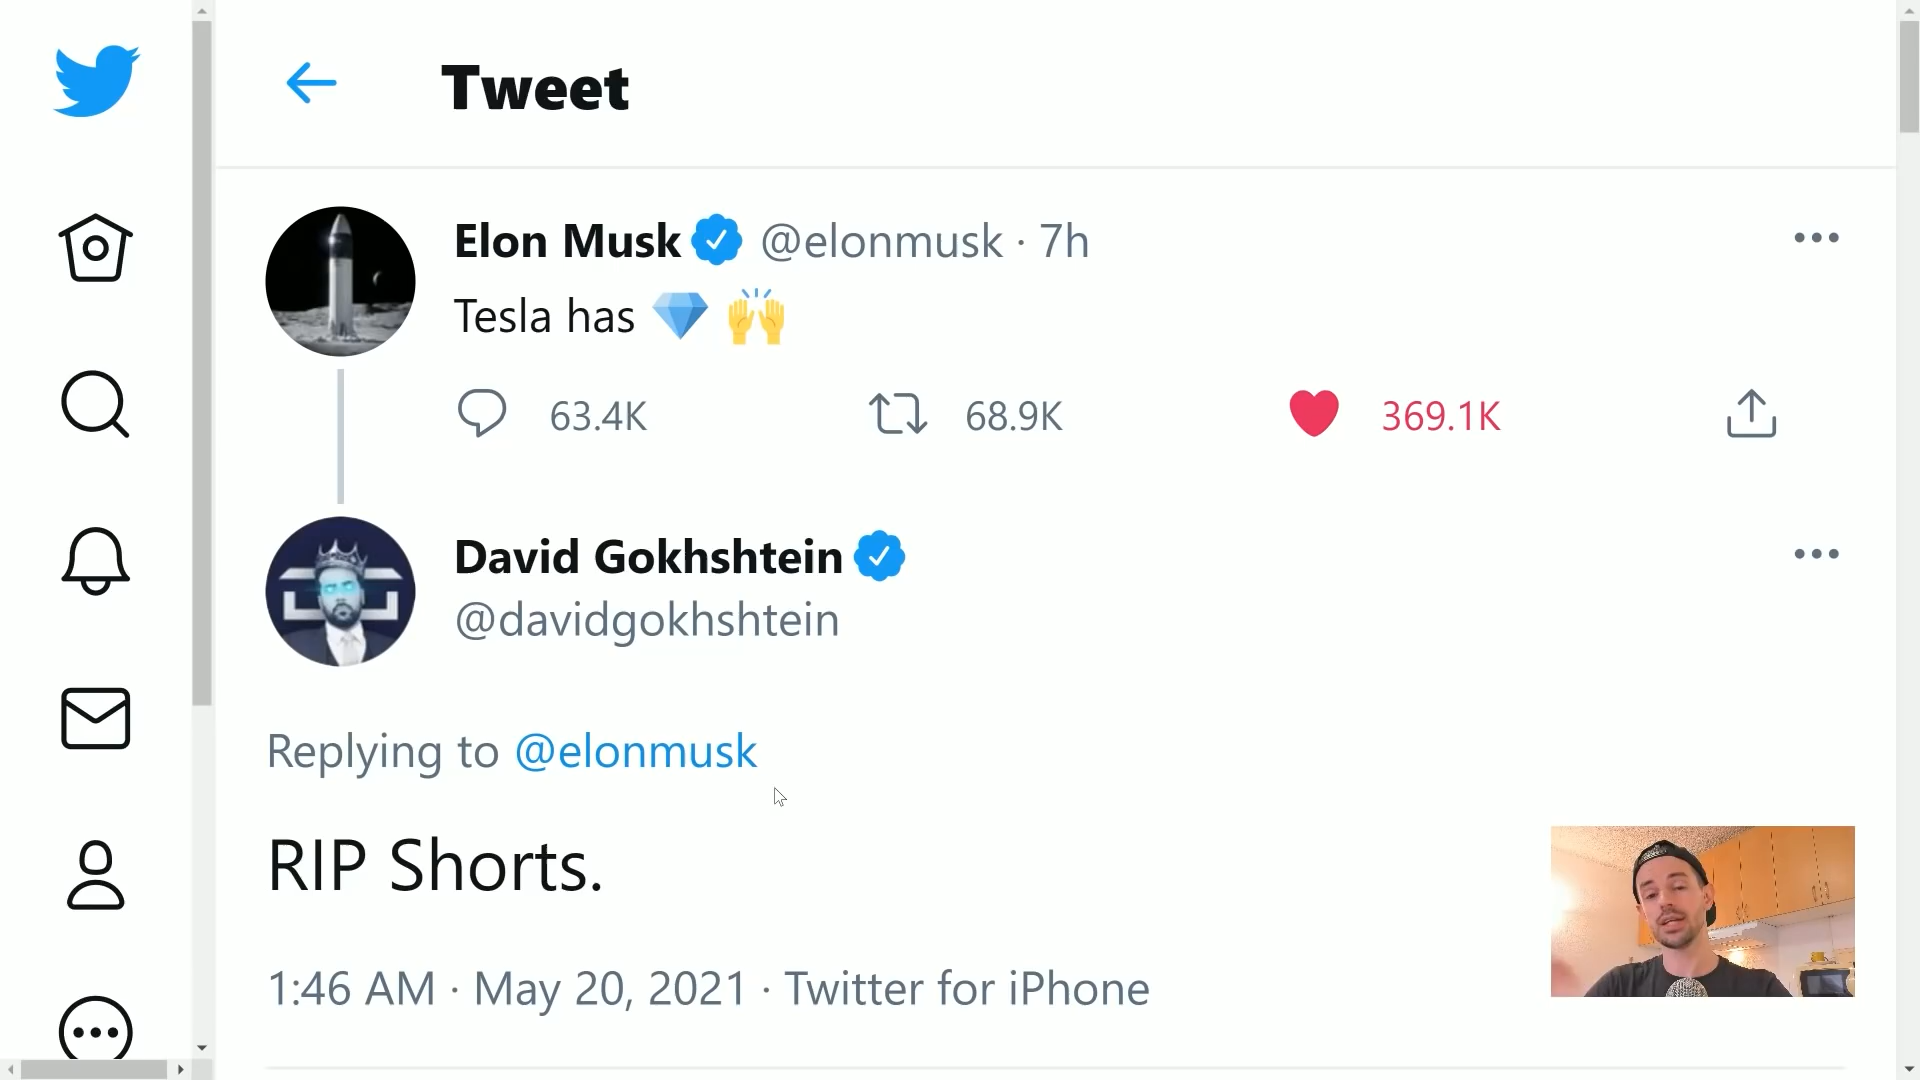 Tweet
Elon Musk @elonmusk · 7h
Tesla has 💎 🙌
63.4K 68.9K 369.1K
David Gokhshtein
@davidgokhshtein
Replying to @elonmusk
RIP Shorts.
1:46 AM · May 20, 2021 · Twitter for iPhone